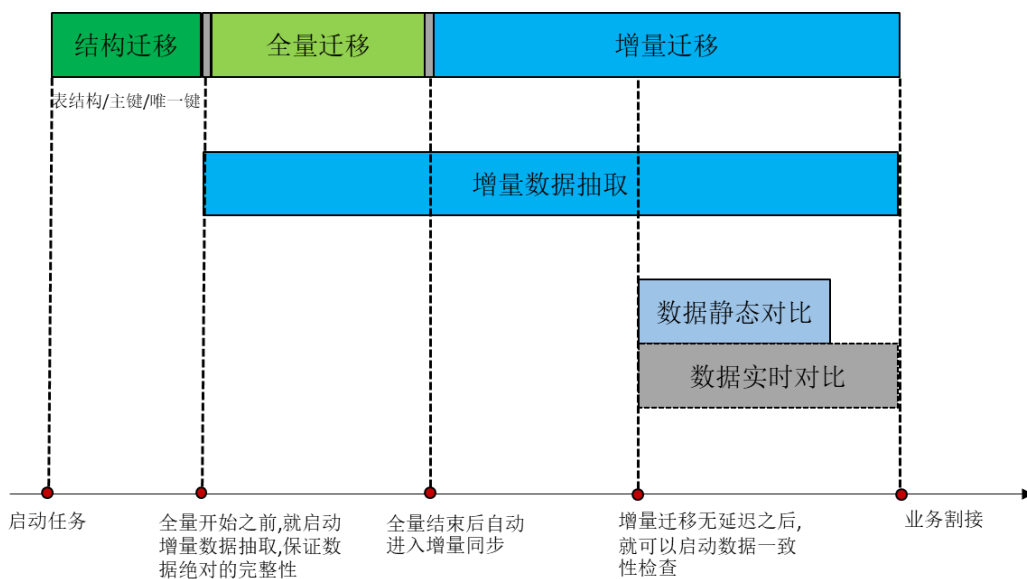 结构迁移
全量迁移
增量迁移
表结构/主键/唯一键
增量数据抽取
数据静态对比
数据实时对比
启动任务
全量开始之前,就启动
增量数据抽取,保证数
据绝对的完整性
全量结束后自动
进入增量同步
增量迁移无延迟之后,
就可以启动数据一致
性检查
业务割接